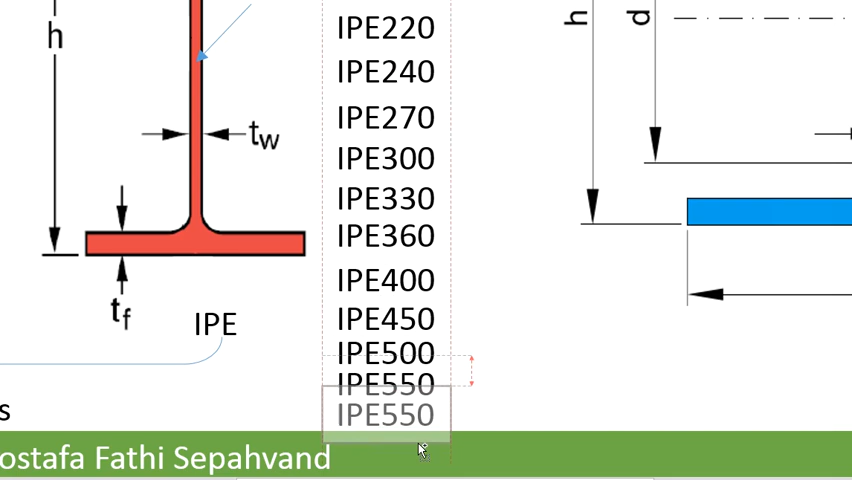 h
tw
tf
IPE
IPE220
IPE240
IPE270
IPE300
IPE330
IPE360
IPE400
IPE450
IPE500
IPE550
IPE550
h
d
s
ostafa Fathi Sepahvand